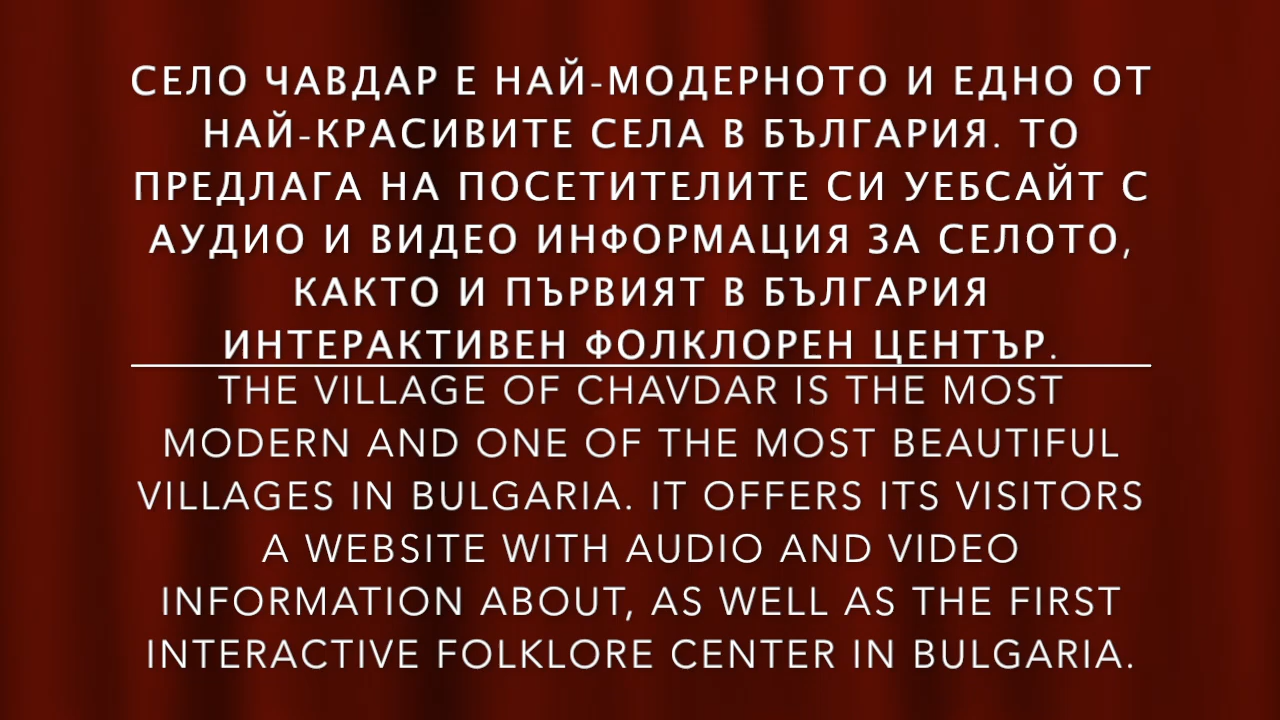 СЕЛО ЧАВДАР Е НАЙ-МОДЕРНОТО И ЕДНО ОТ
НАЙ-КРАСИВИТЕ СЕЛА В БЪЛГАРИЯ. ТО
ПРЕДЛАГА НА ПОСЕТИТЕЛИТЕ СИ УЕБСАЙТ С
АУДИО И ВИДЕО ИНФОРМАЦИЯ ЗА СЕЛОТО,
КАКТО И ПЪРВИЯТ В БЪЛГАРИЯ
ИНТЕРАКТИВЕН ФОЛКЛОРЕН ЦЕНТЪР.
THE VILLAGE OF CHAVDAR IS THE MOST
MODERN AND ONE OF THE MOST BEAUTIFUL
VILLAGES IN BULGARIA. IT OFFERS ITS VISITORS
A WEBSITE WITH AUDIO AND VIDEO
INFORMATION ABOUT, AS WELL AS THE FIRST
INTERACTIVE FOLKLORE CENTER IN BULGARIA.